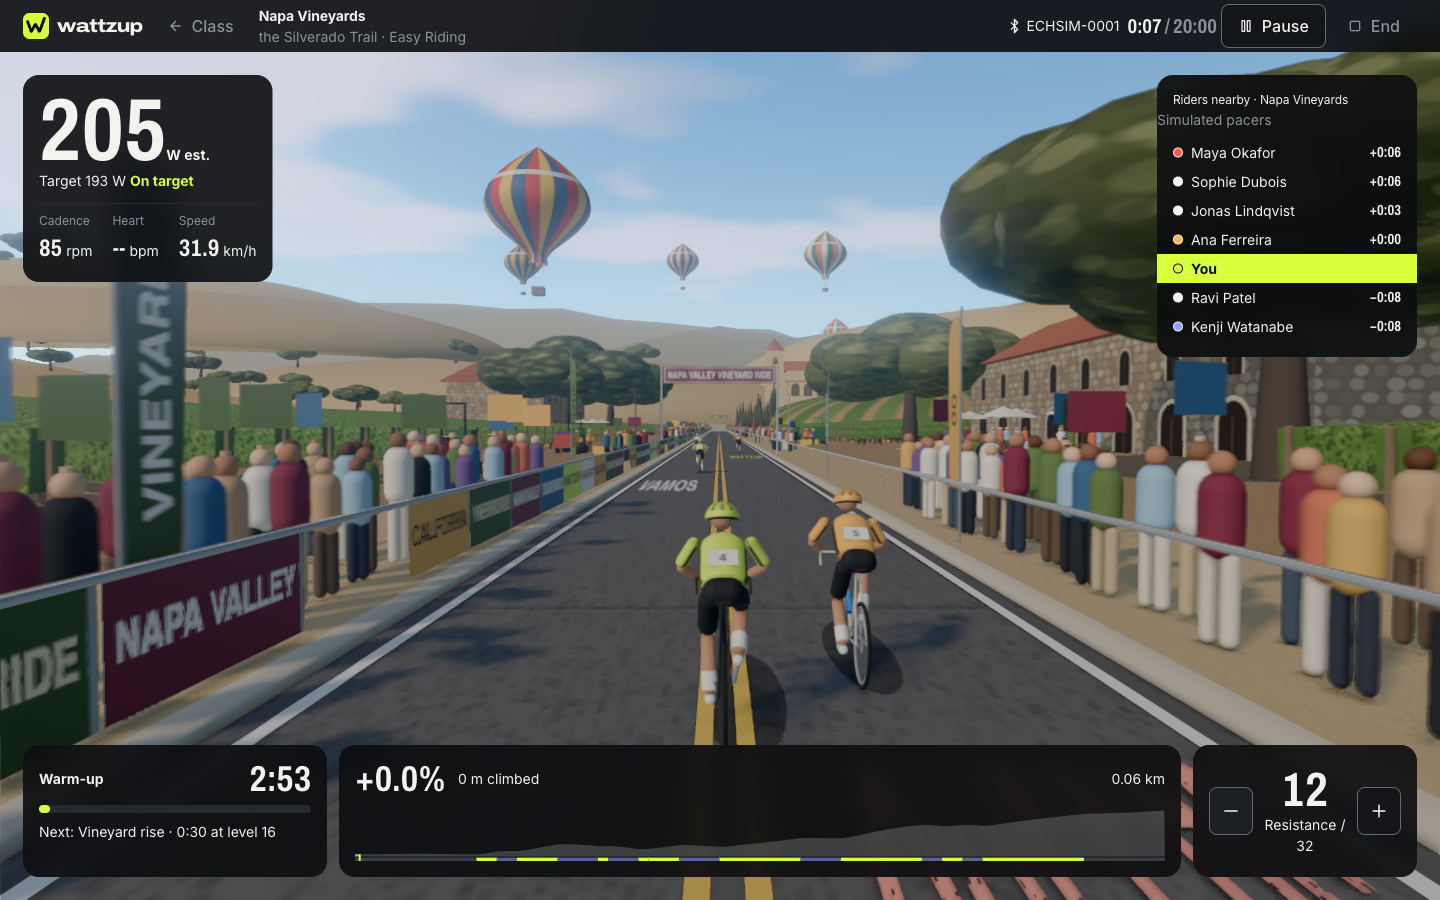 wattzup
← Class
Napa Vineyards
the Silverado Trail · Easy Riding
ECHSIM-0001 0:07 / 20:00
Pause
End
205 W est.
Target 193 W On target
Cadence Heart Speed
85 rpm -- bpm 31.9 km/h
Riders nearby · Napa Vineyards
Simulated pacers
Maya Okafor +0:06
Sophie Dubois +0:06
Jonas Lindqvist +0:03
Ana Ferreira +0:00
You
Ravi Patel −0:08
Kenji Watanabe −0:08
VINEYAR
NAPA VALLEY VINEYARD RIDE
VAMOS
4
5
NAPA VALLEY
RIDE
Warm-up 2:53
Next: Vineyard rise · 0:30 at level 16
+0.0% 0 m climbed 0.06 km
− 12 +
Resistance /
32